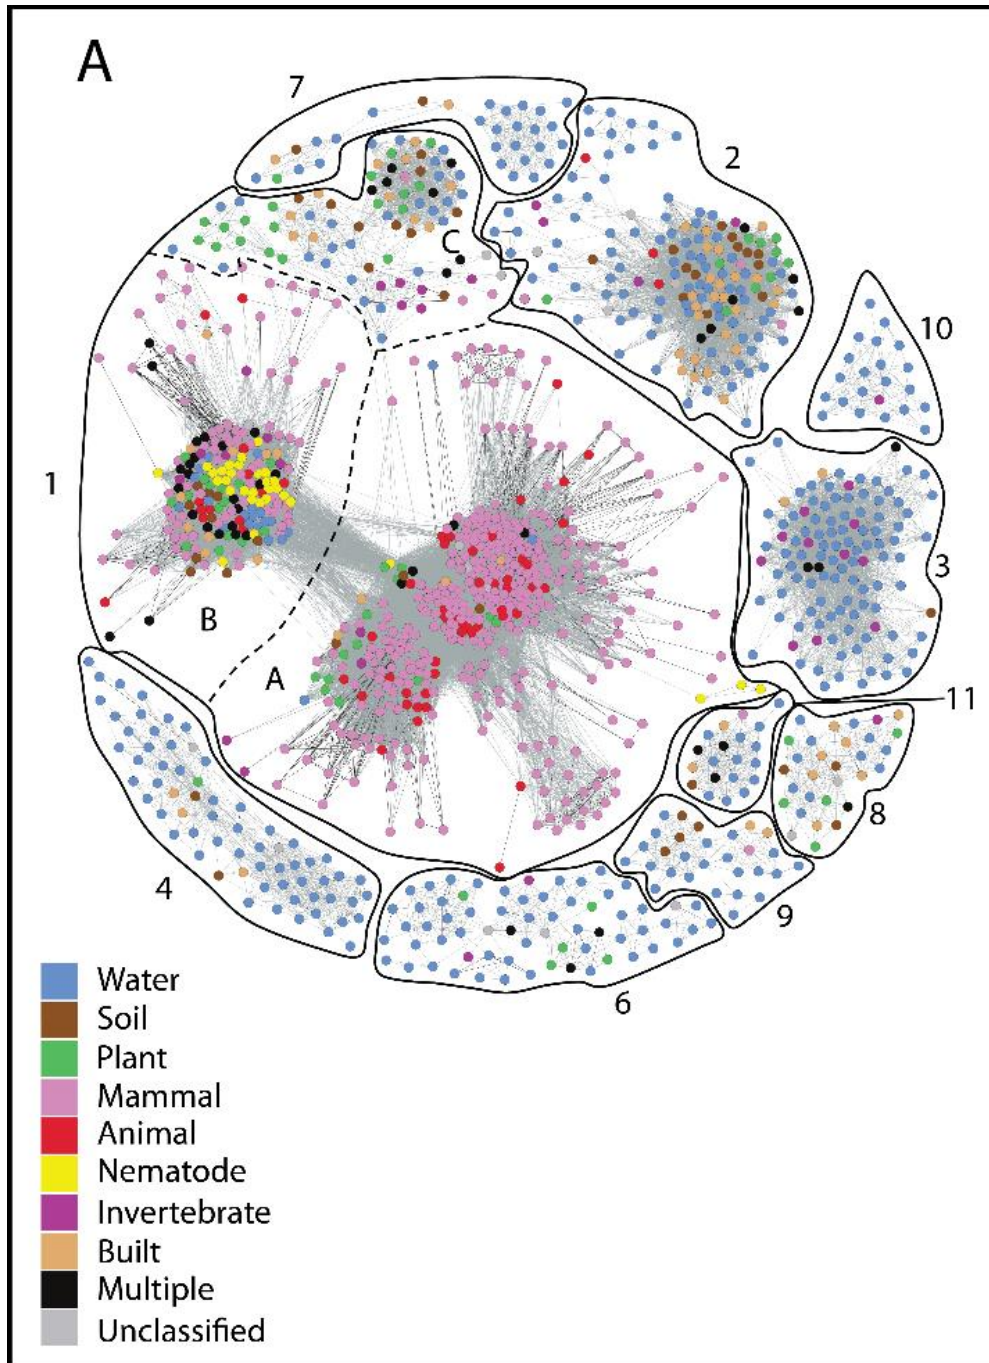 A
7
2
C
10
1
3
B
A
11
8
4
9
6
Water
Soil
Plant
Mammal
Animal
Nematode
Invertebrate
Built
Multiple
Unclassified